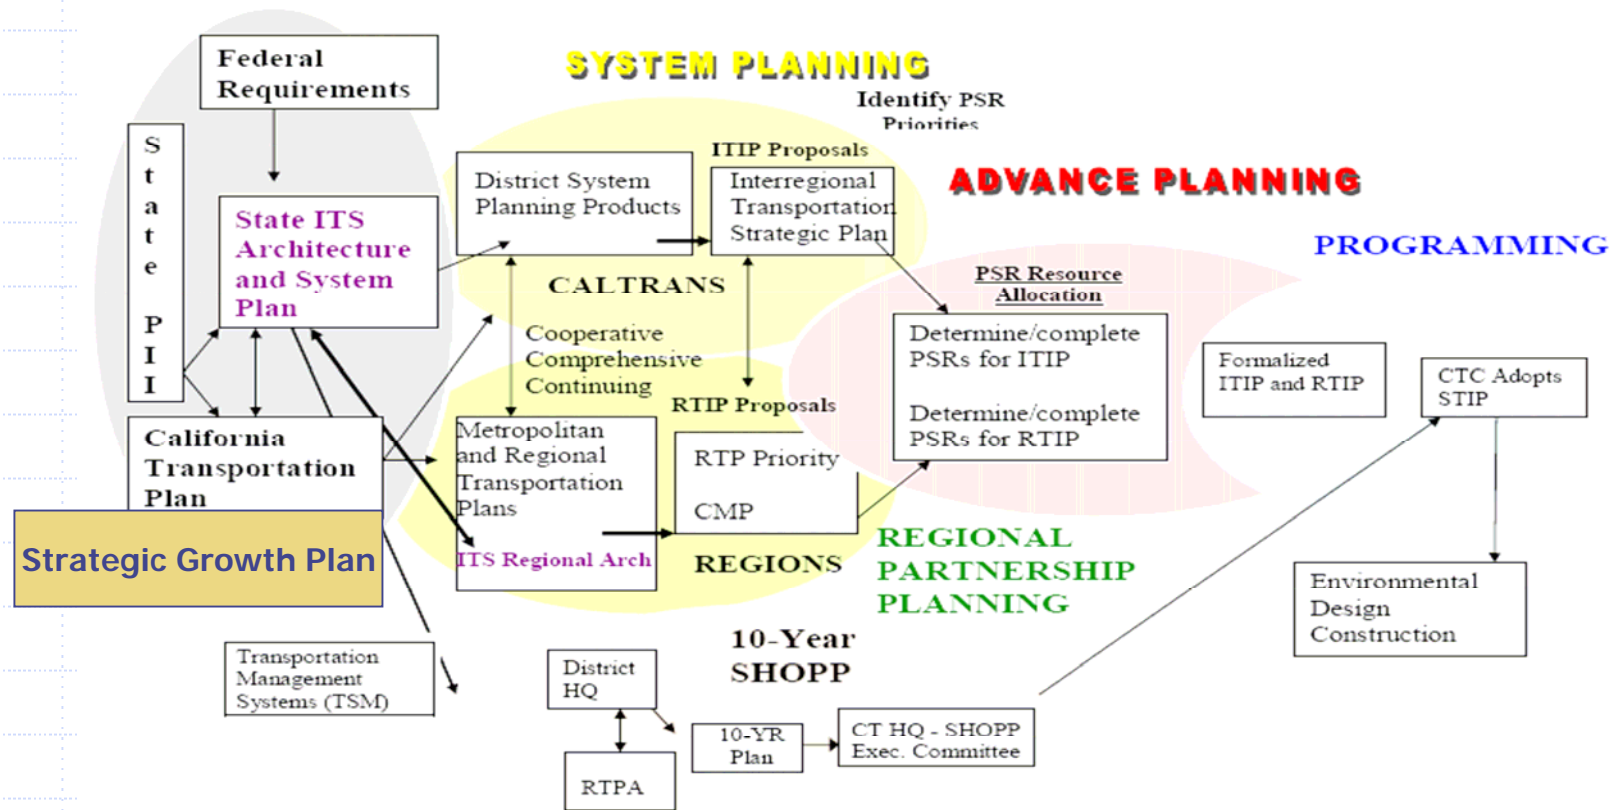 Federal
Requirements
SYSTEM PLANNING
Identify PSR
Priorities
State PII
ITIP Proposals
District System
Planning Products
Interregional
Transportation
Strategic Plan
ADVANCE PLANNING
State ITS
Architecture
and System
Plan
PROGRAMMING
CALTRANS
PSR Resource
Allocation
Cooperative
Comprehensive
Continuing
Determine/complete
PSRs for ITIP
Determine/complete
PSRs for RTIP
Formalized
ITIP and RTIP
CTC Adopts
STIP
RTIP Proposals
California
Transportation
Plan
Metropolitan
and Regional
Transportation
Plans
ITS Regional Arch
RTP Priority
CMP
Strategic Growth Plan
REGIONS
REGIONAL
PARTNERSHIP
PLANNING
Environmental
Design
Construction
10-Year
SHOPP
Transportation
Management
Systems (TSM)
District
HQ
10-YR
Plan
CT HQ - SHOPP
Exec. Committee
RTPA